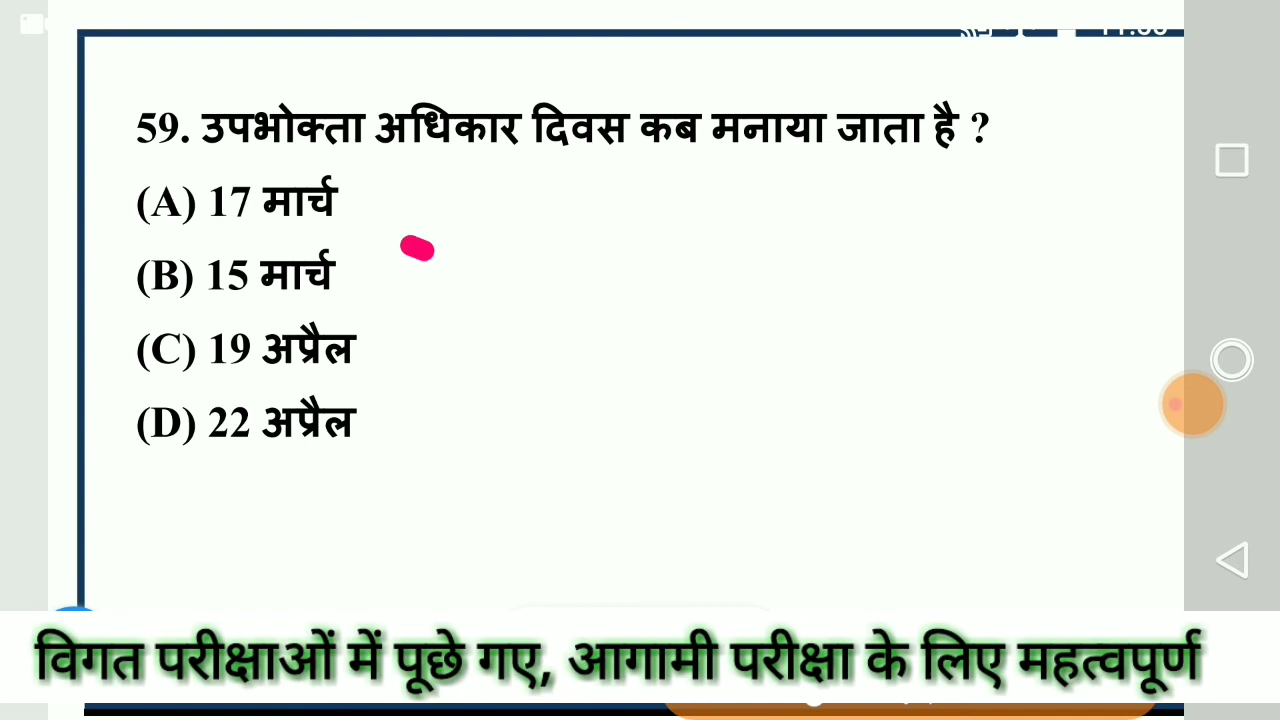 59. उपभोक्ता अधिकार दिवस कब मनाया जाता है ?
(A) 17 मार्च
(B) 15 मार्च
(C) 19 अप्रैल
(D) 22 अप्रैल
विगत परीक्षाओं में पूछे गए, आगामी परीक्षा के लिए महत्वपूर्ण